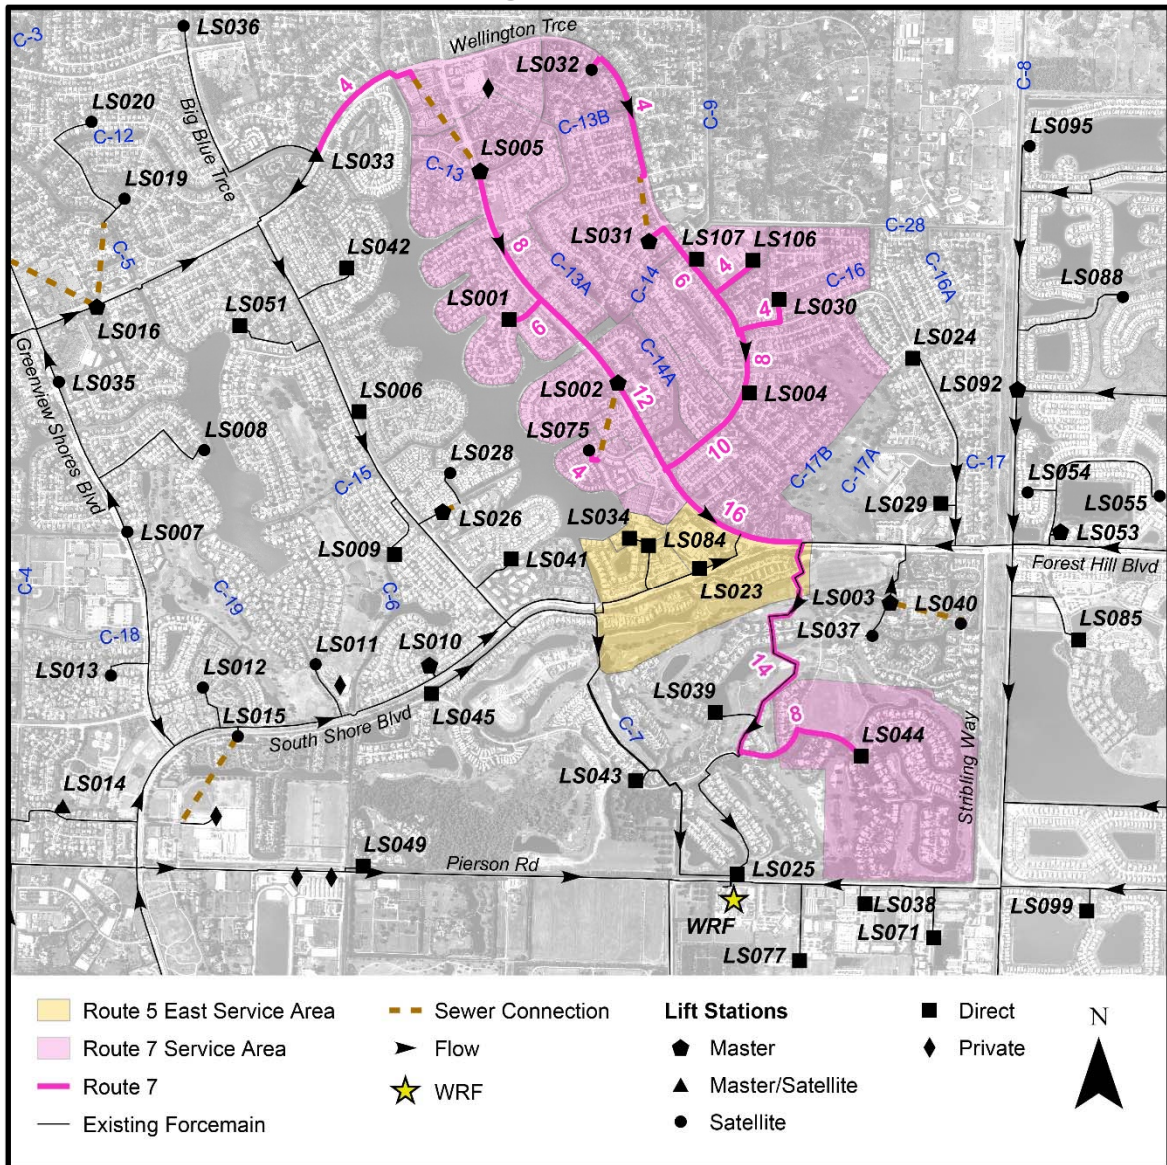 Wellington Trce
C-3
LS036
LS032
4
4
C-8
LS020
C-12
Big Blue Trce
C-13B
C-9
LS005
LS095
LS033
C-13
LS019
C-5
LS031
LS107
LS106
C-28
LS042
8
C-13A
C-14
6
4
C-16
C-16A
LS088
LS051
LS001
6
4
LS030
LS016
Greenview Shores Blvd
C-14A
8
LS024
LS035
LS002
12
LS004
LS092
LS006
LS075
LS008
4
10
C-17B
C-17A
C-17
C-15
LS028
LS054
LS055
LS026
LS034
16
LS029
LS007
LS053
LS009
LS041
LS084
Forest Hill Blvd
C-4
C-19
C-6
LS023
LS003
LS040
C-18
LS037
LS085
LS010
LS011
LS013
LS012
14
LS039
LS015
LS045
South Shore Blvd
C-7
8
LS044
Stribling Way
LS014
LS043
LS049
Pierson Rd
LS025
WRF
LS038
LS099
LS071
LS077
Route 5 East Service Area
Sewer Connection
Lift Stations
Direct
N
Route 7 Service Area
Flow
Master
Private
Route 7
WRF
Master/Satellite
Existing Forcemain
Satellite